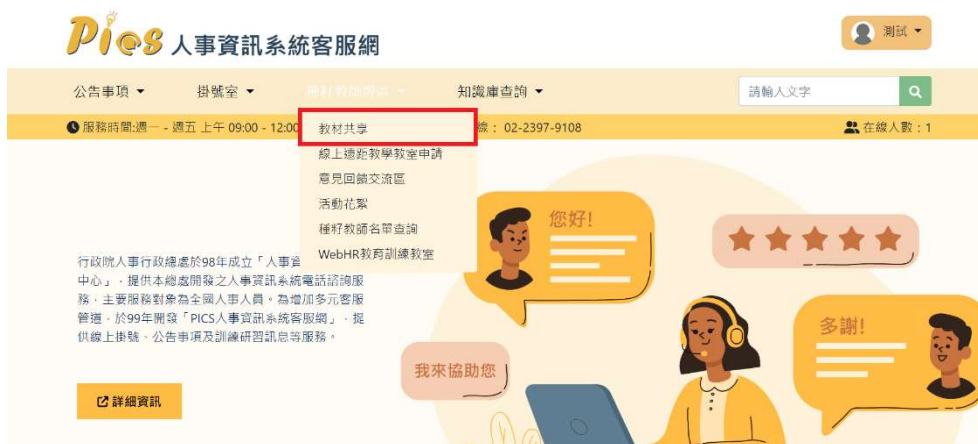 Pics 人事資訊系統客服網
測試
公告事項
掛號室
知識庫查詢
請輸入文字
服務時間:週一 - 週五 上午 09:00 - 12:00
線： 02-2397-9108
在線人數：1
教材共享
線上遠距教學教室申請
意見回饋交流區
活動花絮
種籽教師名單查詢
WebHR教育訓練教室
行政院人事行政總處於98年成立「人事資
中心」，提供本總處開發之人事資訊系統電話諮詢服
務，主要服務對象為全國人事人員。為增加多元客服
管道，於99年開發「PICS人事資訊系統客服網」，提
供線上掛號、公告事項及訓練研習訊息等服務。
詳細資訊
您好!
我來協助您
多謝!